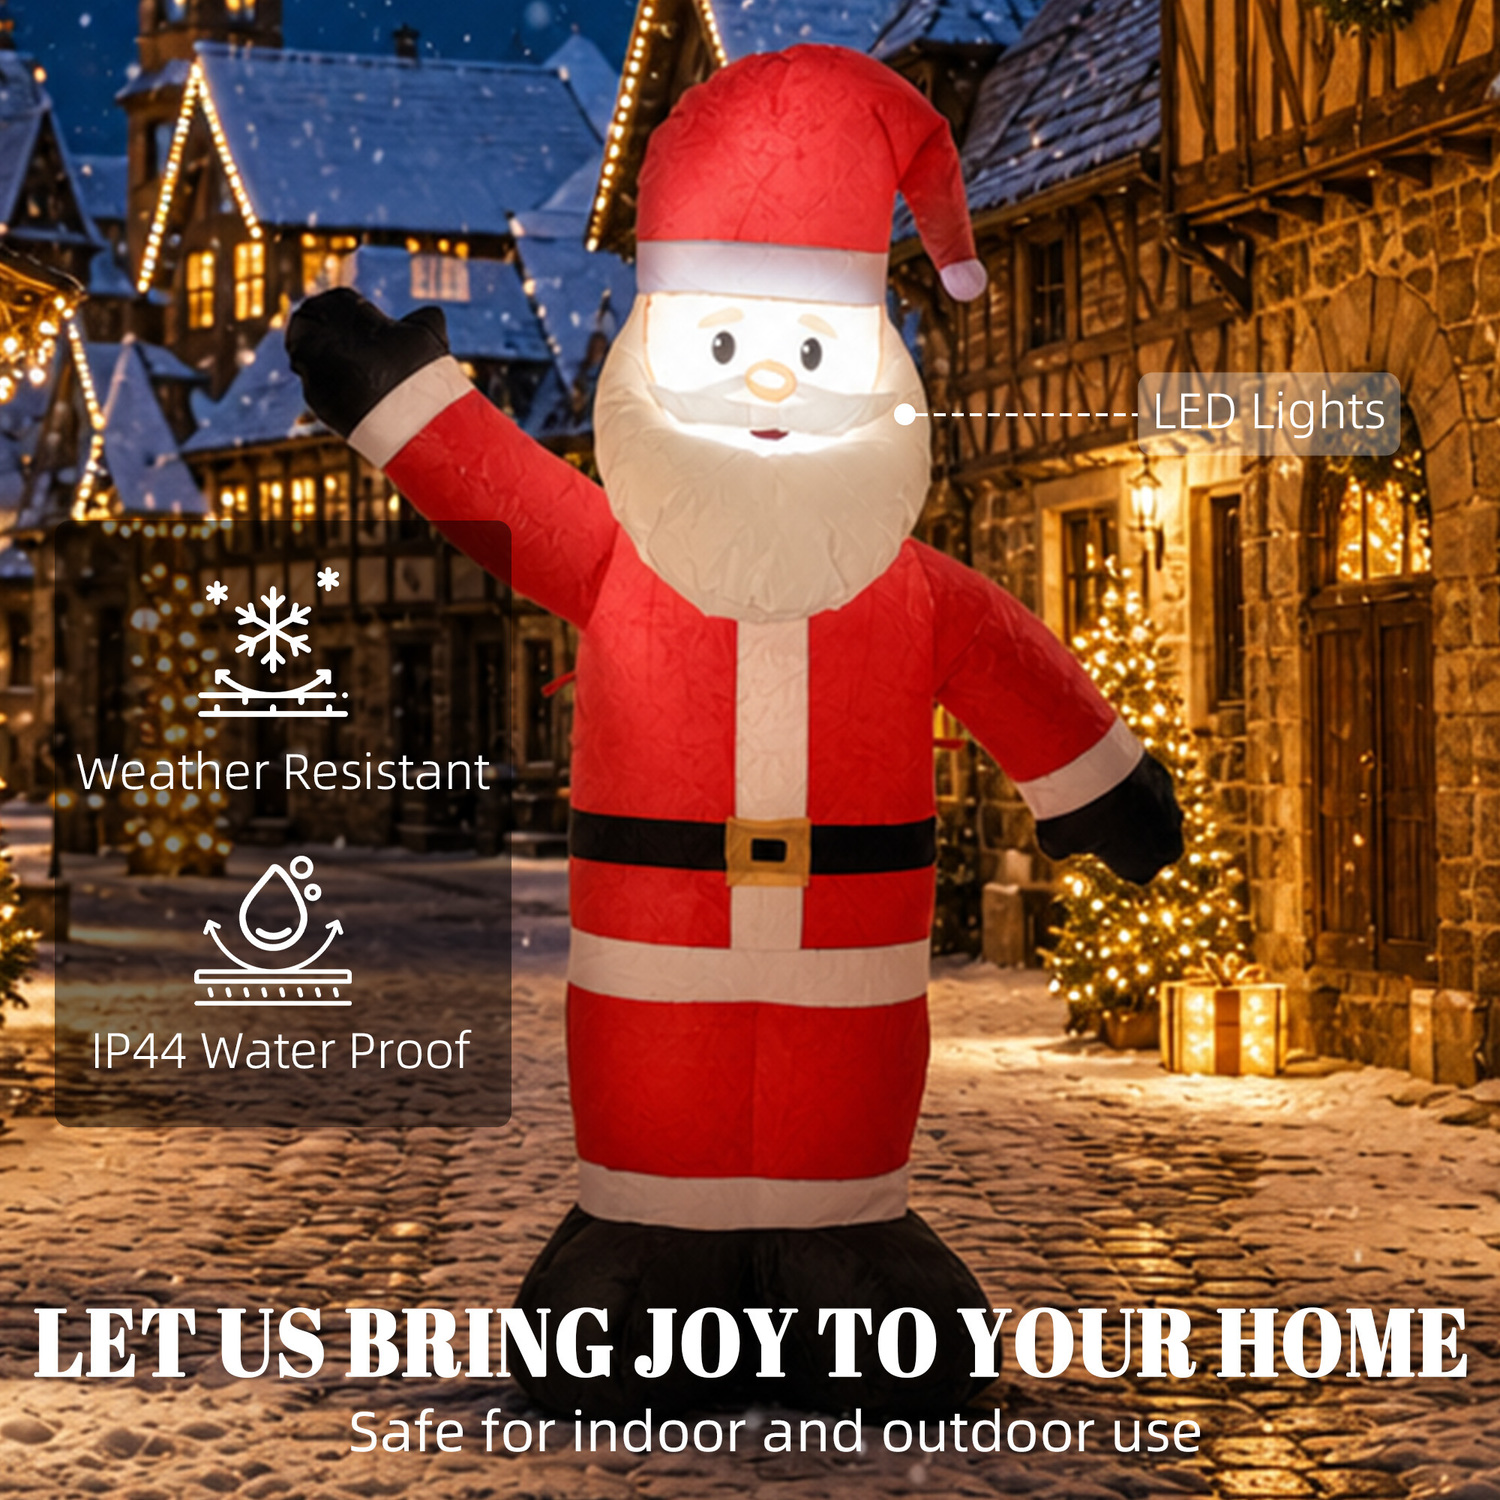 LED Lights
Weather Resistant
IP44 Water Proof
LET US BRING JOY TO YOUR HOME
Safe for indoor and outdoor use